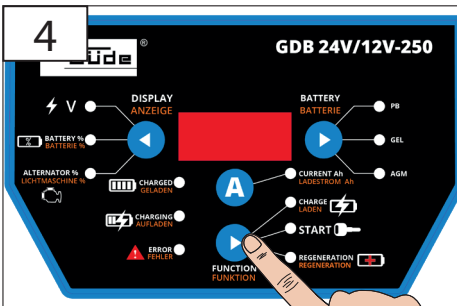 4
Güde ®
GDB 24V/12V-250
DISPLAY
ANZEIGE
BATTERY
BATTERIE
V
BATTERY %
BATTERIE %
ALTERNATOR %
LICHTMASCHINE %
PB
GEL
AGM
CHARGED
GELADEN
CHARGING
AUFLADEN
ERROR
FEHLER
A
CURRENT Ah
LADESTROM Ah
CHARGE
LADEN
START
REGENERATION
REGENERATION
FUNCTION
FUNKTION